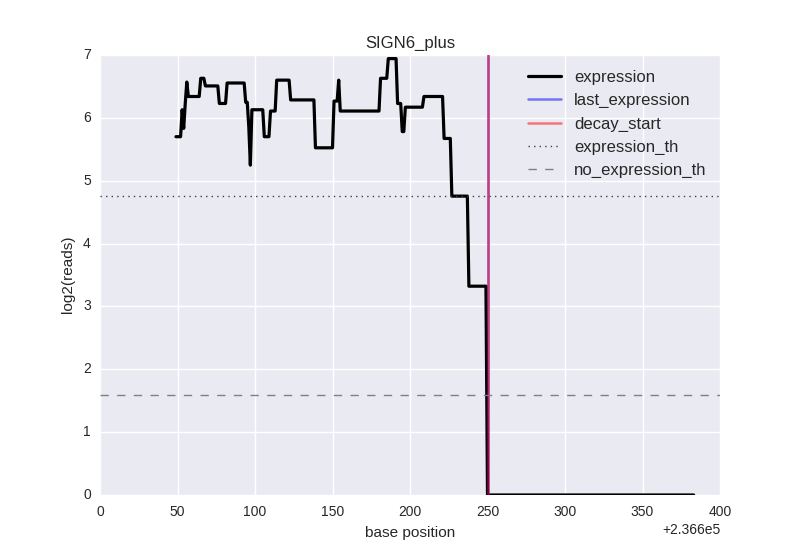 SIGN6_plus
7
6
5
4
3
2
1
0
log2(reads)
expression
last_expression
decay_start
expression_th
no_expression_th
0 50 100 150 200 250 300 350 400
base position
+2.366e5